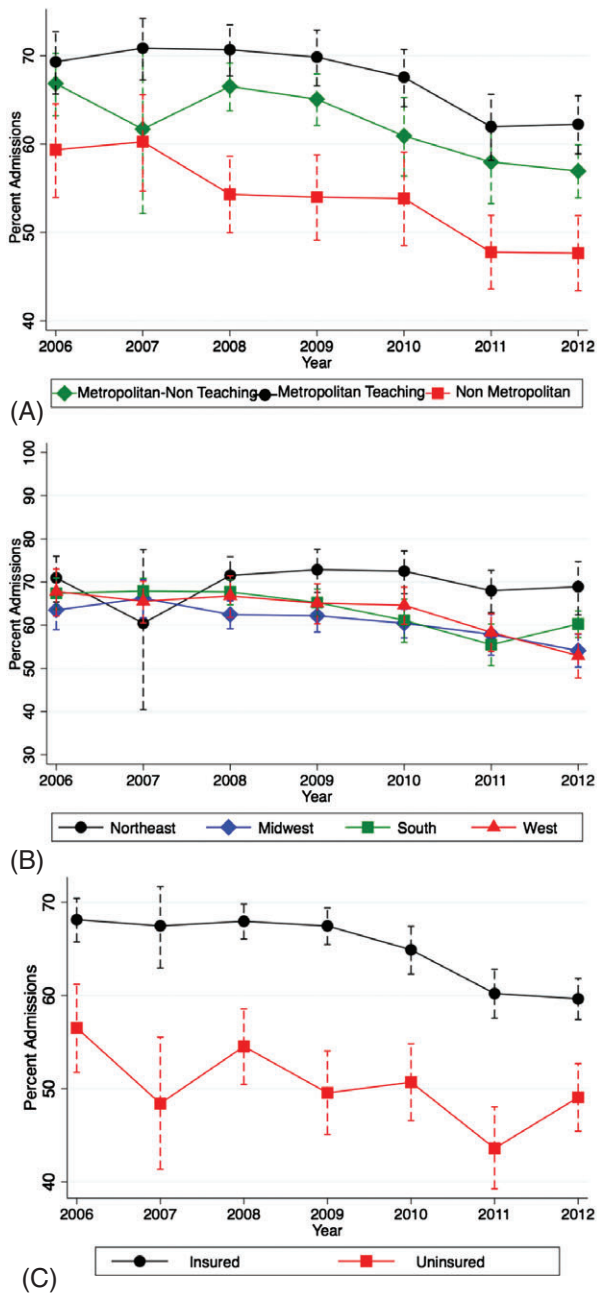 Percent Admissions
70
60
50
40
2006 2007 2008 2009 2010 2011 2012
Year
Metropolitan-Non Teaching Metropolitan Teaching Non Metropolitan
(A)
Percent Admissions
100
90
80
70
60
50
40
30
2006 2007 2008 2009 2010 2011 2012
Year
Northeast Midwest South West
(B)
Percent Admissions
70
60
50
40
2006 2007 2008 2009 2010 2011 2012
Year
Insured Uninsured
(C)